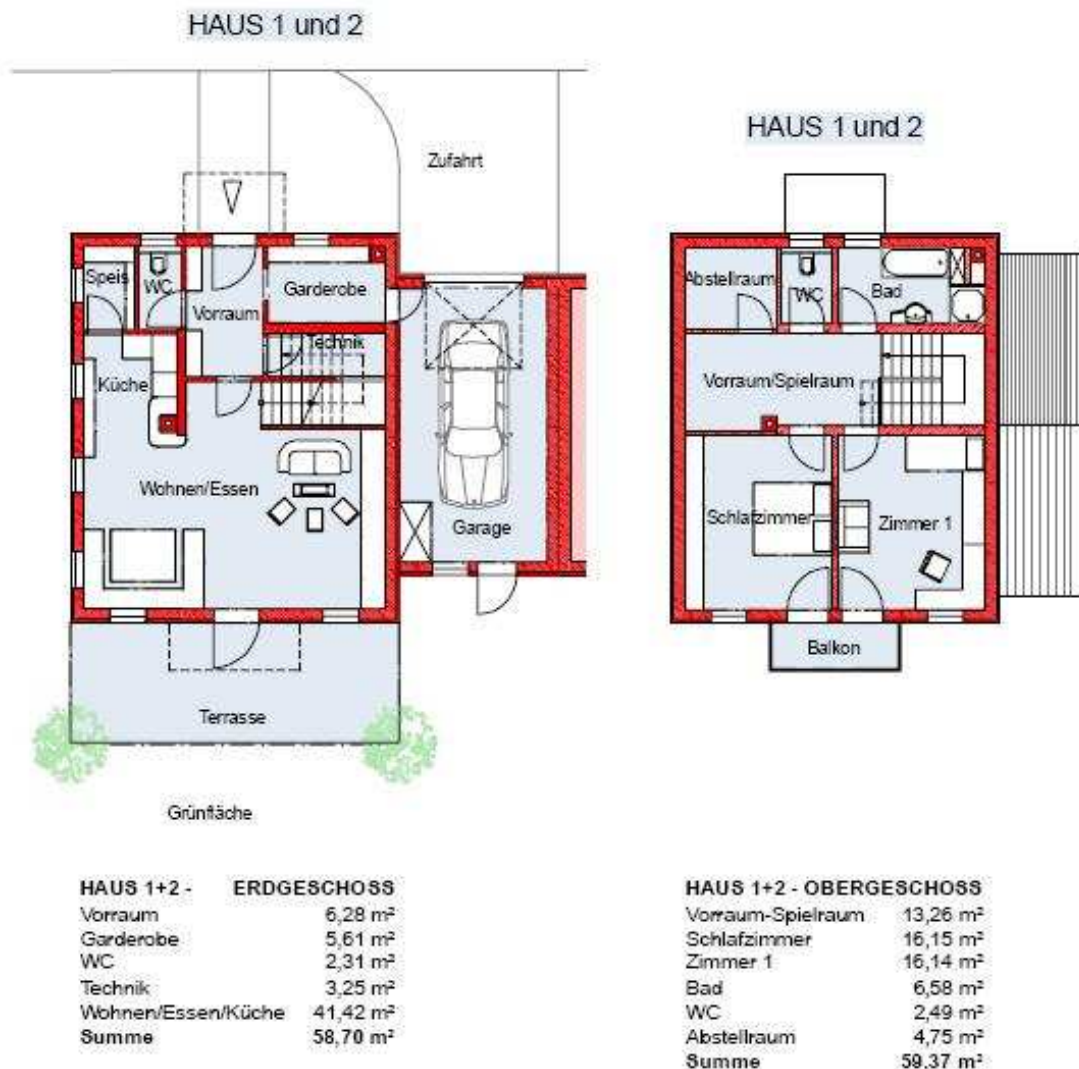 HAUS 1 und 2
Zufahrt
Speis
WC
Vorraum
Garderobe
Technik
Küche
Wohnen/Essen
Garage
Terrasse
Grünfläche
HAUS 1 und 2
Abstellraum
WC
Bad
Vorraum/Spielraum
Schlafzimmer
Zimmer 1
Balkon
HAUS 1+2 - ERDGESCHOSS
Vorraum 6,28 m²
Garderobe 5,61 m²
WC 2,31 m²
Technik 3,25 m²
Wohnen/Essen/Küche 41,42 m²
Summe 58,70 m²
HAUS 1+2 - OBERGESCHOSS
Vorraum-Spielraum 13,26 m²
Schlafzimmer 16,15 m²
Zimmer 1 16,14 m²
Bad 6,58 m²
WC 2,49 m²
Abstellraum 4,75 m²
Summe 59,37 m²